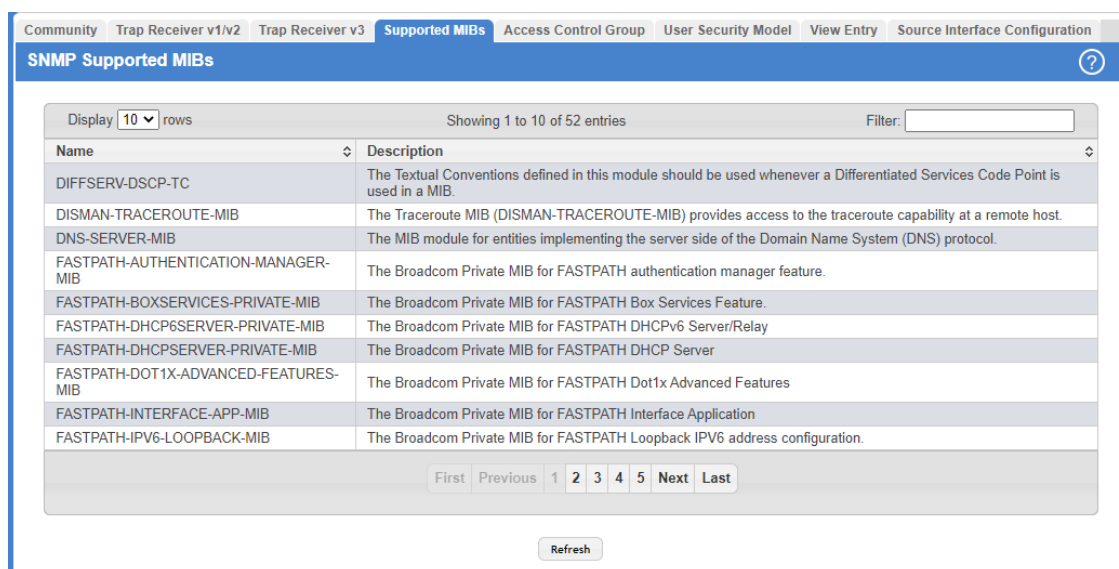 Community Trap Receiver v1/v2 Trap Receiver v3 Supported MIBs Access Control Group User Security Model View Entry Source Interface Configuration
SNMP Supported MIBs ?
Display 10 rows Showing 1 to 10 of 52 entries Filter:
Name Description
DIFFSERV-DSCP-TC The Textual Conventions defined in this module should be used whenever a Differentiated Services Code Point is
used in a MIB.
DISMAN-TRACEROUTE-MIB The Traceroute MIB (DISMAN-TRACEROUTE-MIB) provides access to the traceroute capability at a remote host.
DNS-SERVER-MIB The MIB module for entities implementing the server side of the Domain Name System (DNS) protocol.
FASTPATH-AUTHENTICATION-MANAGER-
MIB The Broadcom Private MIB for FASTPATH authentication manager feature.
FASTPATH-BOXSERVICES-PRIVATE-MIB The Broadcom Private MIB for FASTPATH Box Services Feature.
FASTPATH-DHCP6SERVER-PRIVATE-MIB The Broadcom Private MIB for FASTPATH DHCPv6 Server/Relay
FASTPATH-DHCPSERVER-PRIVATE-MIB The Broadcom Private MIB for FASTPATH DHCP Server
FASTPATH-DOT1X-ADVANCED-FEATURES-
MIB The Broadcom Private MIB for FASTPATH Dot1x Advanced Features
FASTPATH-INTERFACE-APP-MIB The Broadcom Private MIB for FASTPATH Interface Application
FASTPATH-IPV6-LOOPBACK-MIB The Broadcom Private MIB for FASTPATH Loopback IPV6 address configuration.
First Previous 1 2 3 4 5 Next Last
Refresh